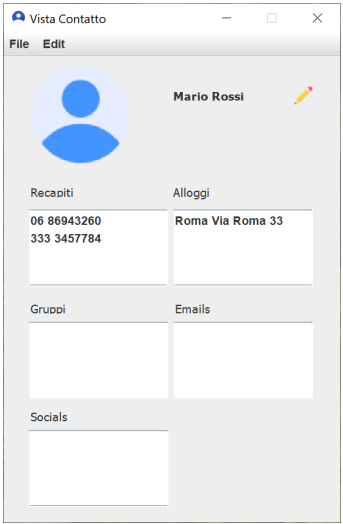 Vista Contatto
File Edit
Mario Rossi
Recapiti
Alloggi
06 86943260
333 3457784
Roma Via Roma 33
Gruppi
Emails
Socials